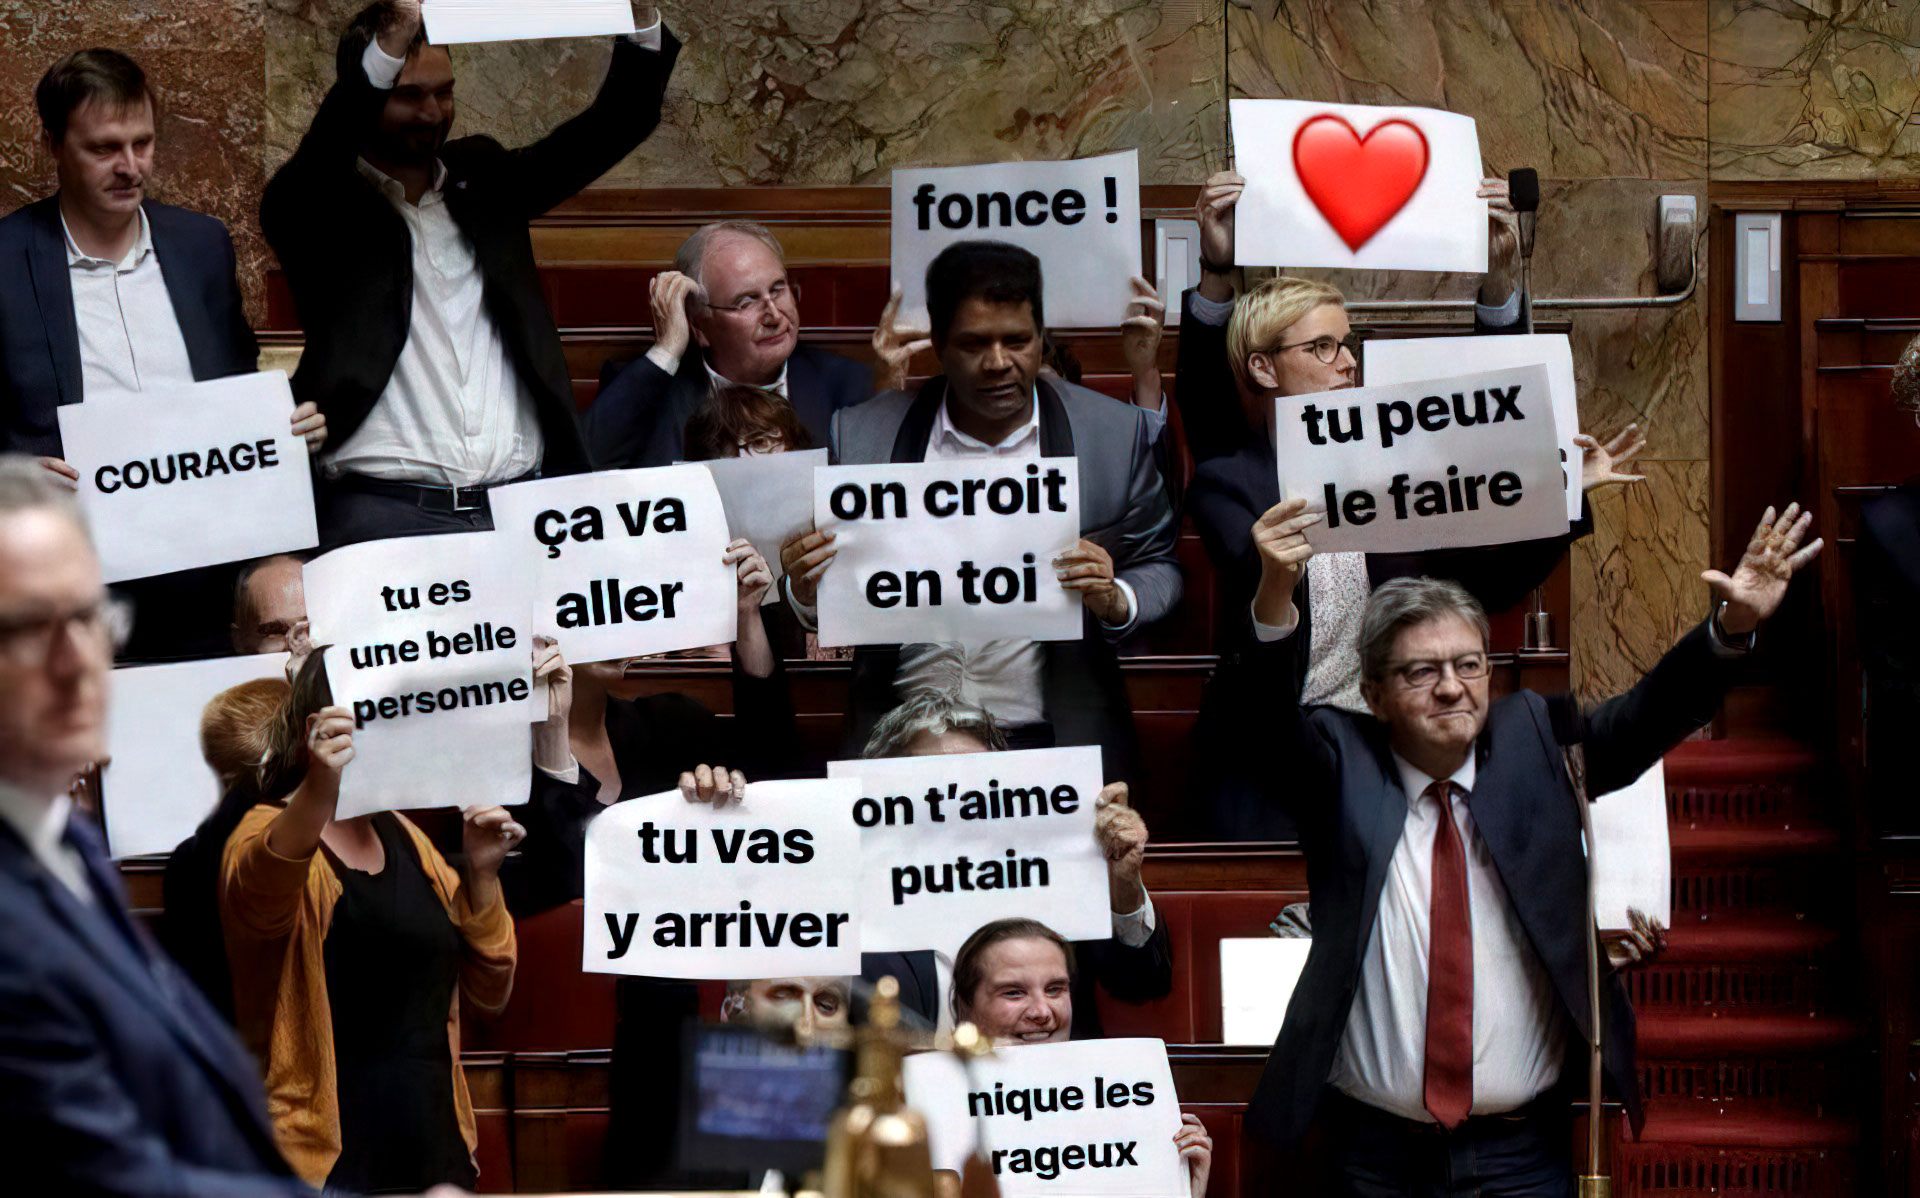 fonce !
❤️
tu peux
le faire
COURAGE
ça va
aller
on croit
en toi
tu es
une belle
personne
on t'aime
putain
tu vas
y arriver
nique les
rageux